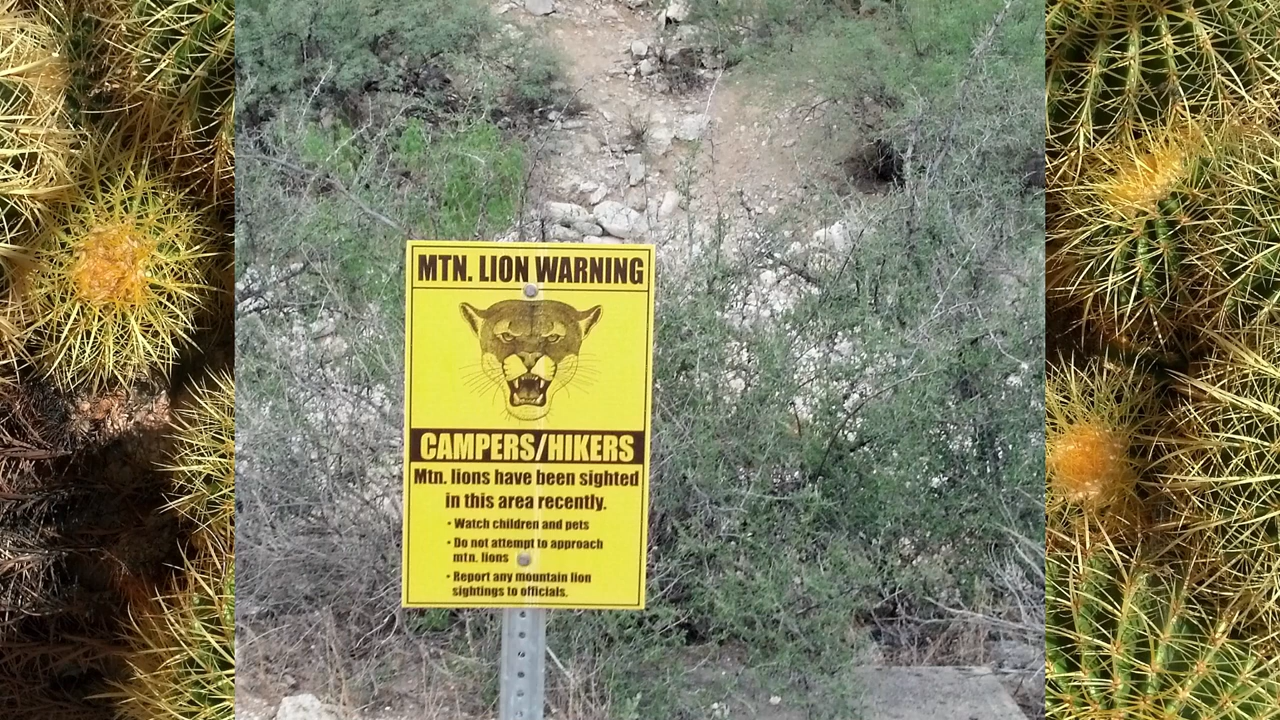 MTN. LION WARNING
CAMPERS/HIKERS
Mtn. lions have been sighted
in this area recently.
• Watch children and pets
• Do not attempt to approach
mtn. lions
• Report any mountain lion
sightings to officials.